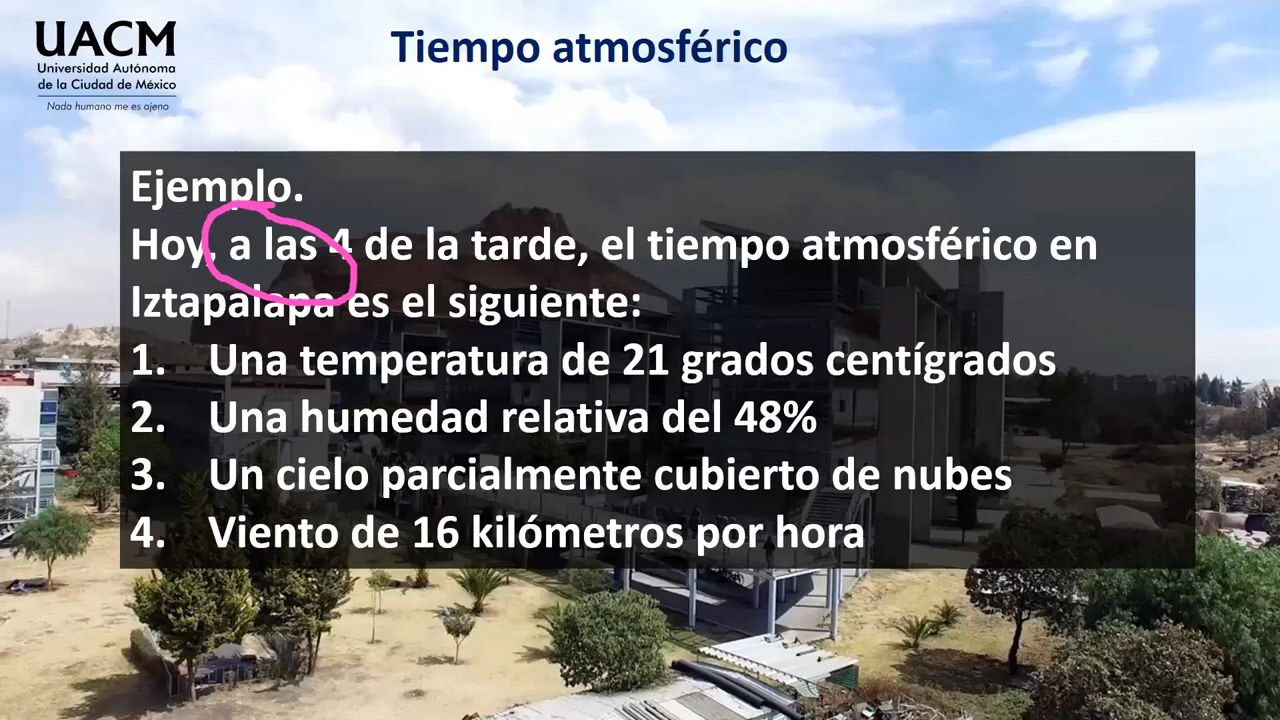 UACM
Universidad Autónoma
de la Ciudad de México
Nada humano me es ajeno
Tiempo atmosférico
Ejemplo.
Hoy, a las 4 de la tarde, el tiempo atmosférico en
Iztapalapa es el siguiente:
1. Una temperatura de 21 grados centígrados
2. Una humedad relativa del 48%
3. Un cielo parcialmente cubierto de nubes
4. Viento de 16 kilómetros por hora